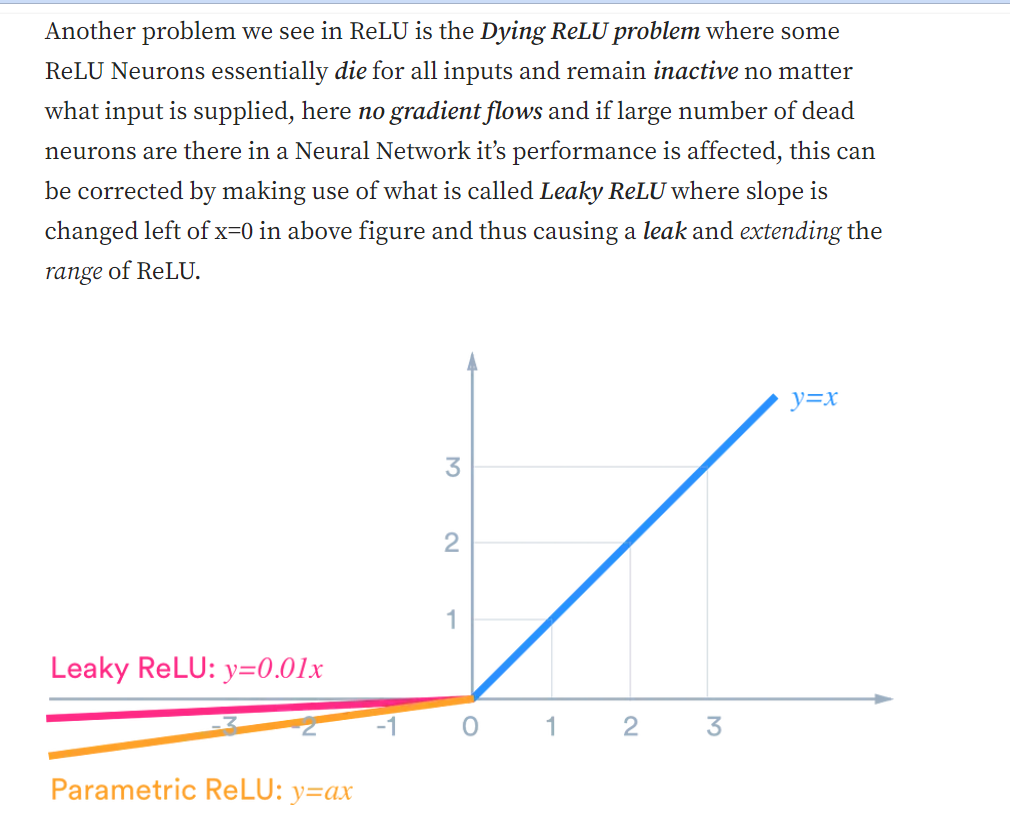 Another problem we see in ReLU is the Dying ReLU problem where some
ReLU Neurons essentially die for all inputs and remain inactive no matter
what input is supplied, here no gradient flows and if large number of dead
neurons are there in a Neural Network it’s performance is affected, this can
be corrected by making use of what is called Leaky ReLU where slope is
changed left of x=0 in above figure and thus causing a leak and extending the
range of ReLU.
y=x
3
2
1
Leaky ReLU: y=0.01x
-3 -2 -1 0 1 2 3
Parametric ReLU: y=ax